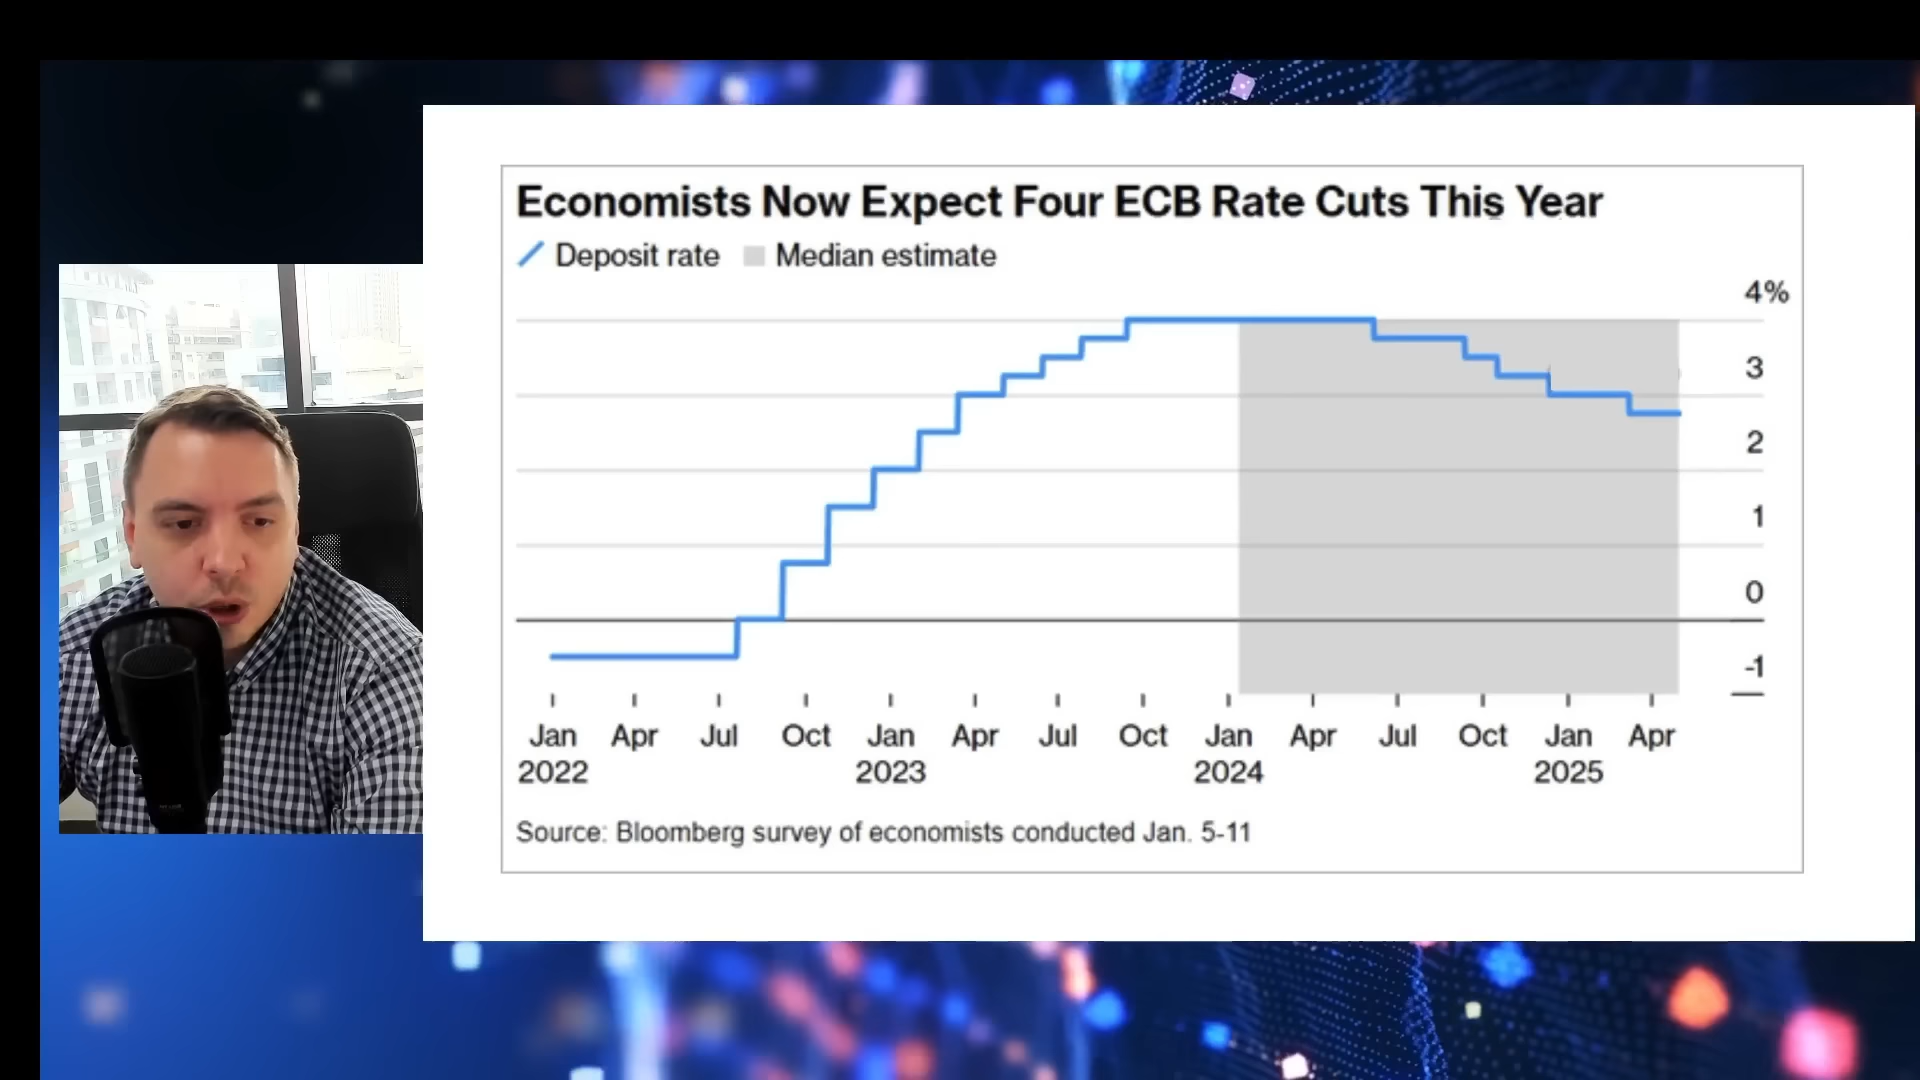 Economists Now Expect Four ECB Rate Cuts This Year
Deposit rate Median estimate
4%
3
2
1
0
-1
Jan Apr Jul Oct Jan Apr Jul Oct Jan Apr Jul Oct Jan Apr
2022 2023 2024 2025
Source: Bloomberg survey of economists conducted Jan. 5-11